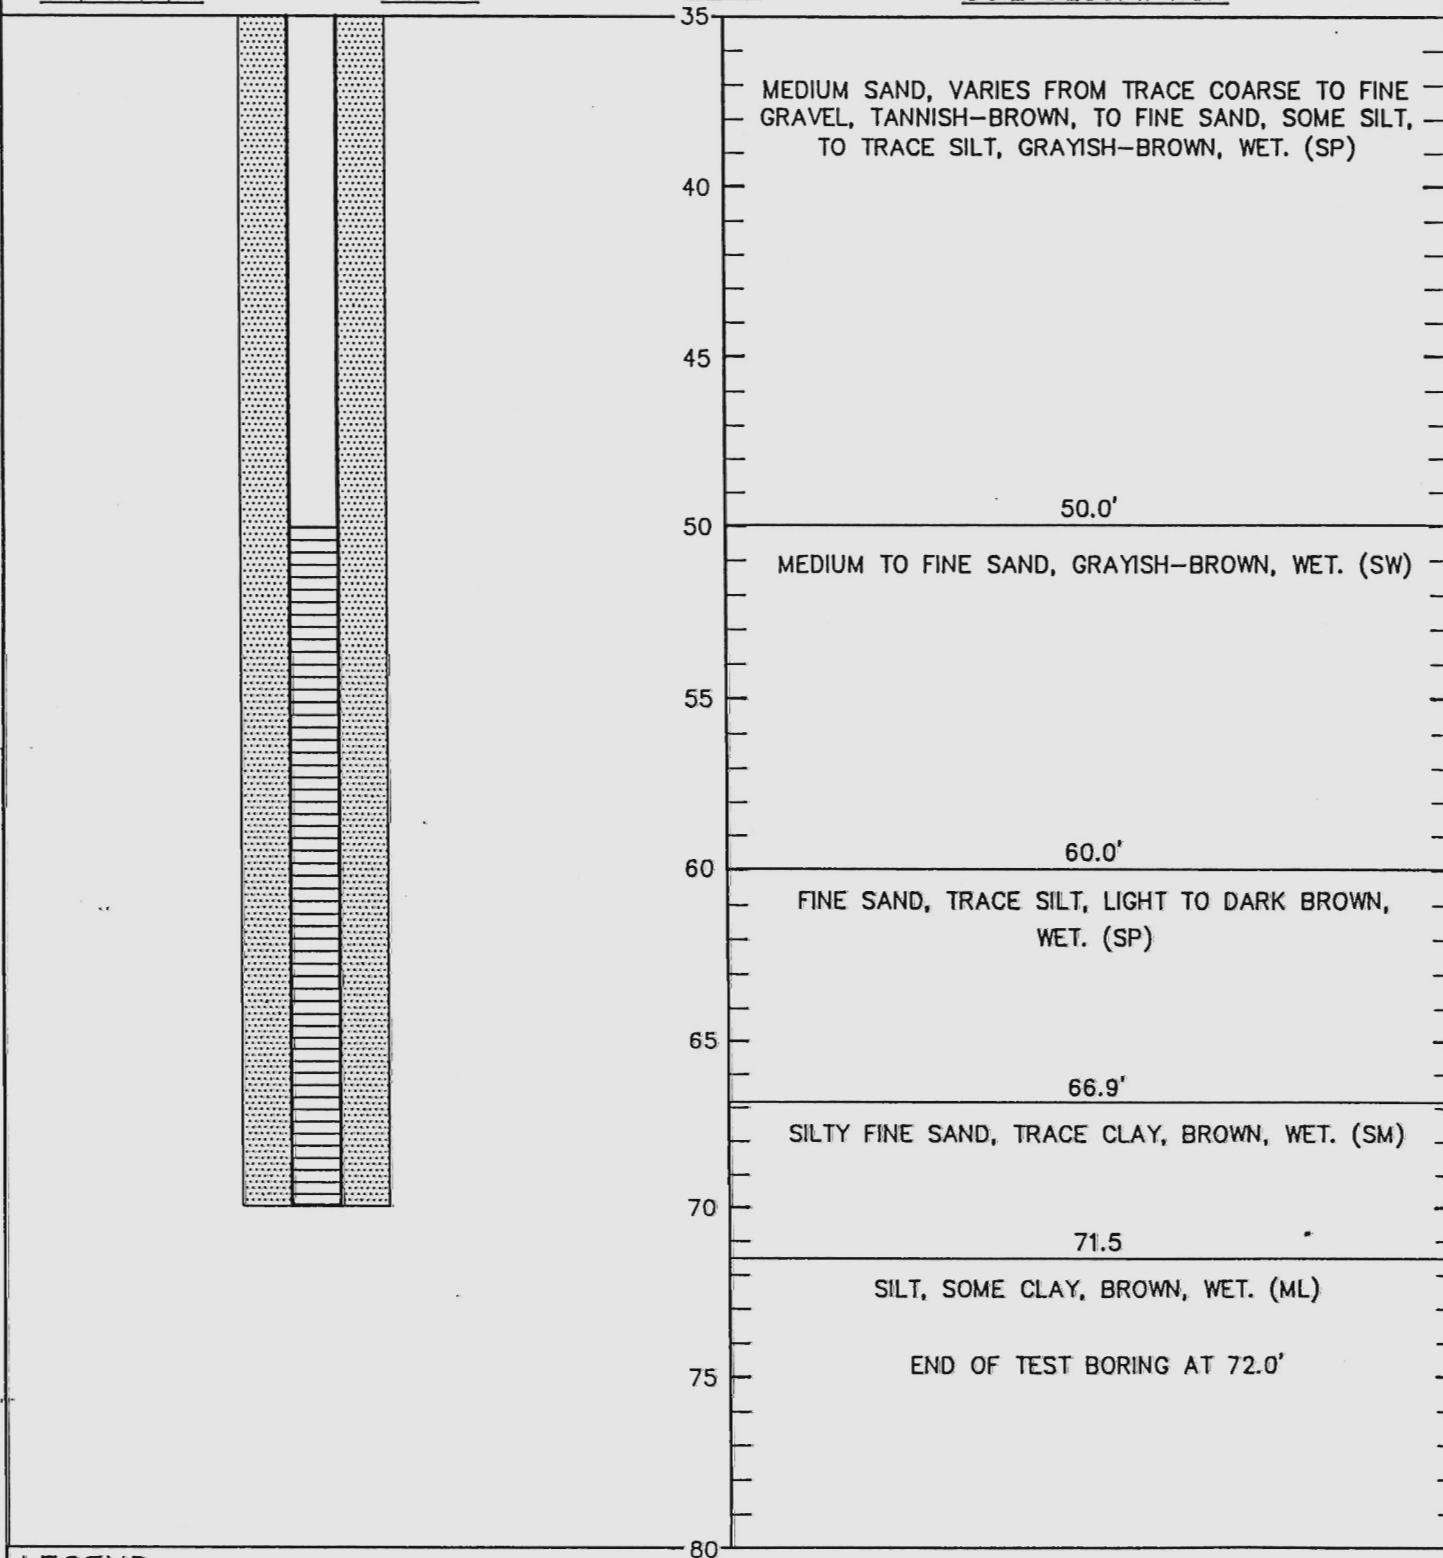 35
MEDIUM SAND, VARIES FROM TRACE COARSE TO FINE
GRAVEL, TANNISH-BROWN, TO FINE SAND, SOME SILT,
TO TRACE SILT, GRAYISH-BROWN, WET. (SP)
40
45
50.0'
50
MEDIUM TO FINE SAND, GRAYISH-BROWN, WET. (SW)
55
60.0'
60
FINE SAND, TRACE SILT, LIGHT TO DARK BROWN,
WET. (SP)
65
66.9'
SILTY FINE SAND, TRACE CLAY, BROWN, WET. (SM)
70
71.5
SILT, SOME CLAY, BROWN, WET. (ML)
END OF TEST BORING AT 72.0'
75
80